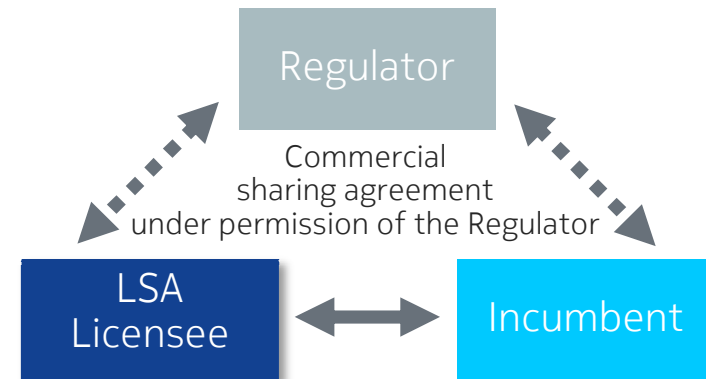 Regulator
Commercial
sharing agreement
under permission of the Regulator
LSA
Licensee
Incumbent